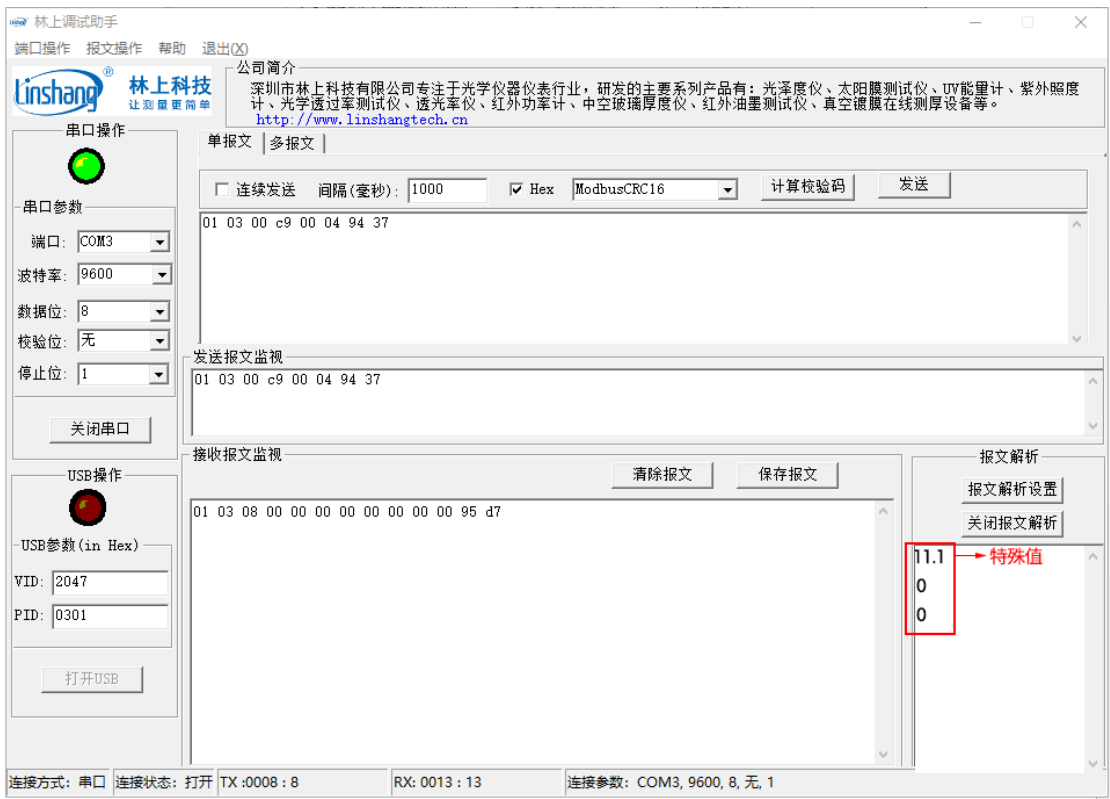 林上调试助手
端口操作 报文操作 帮助 退出(X)
Linshang® 林上科技
让测量更简单
公司简介
深圳市林上科技有限公司专注于光学仪器仪表行业，研发的主要系列产品有：光泽度仪、太阳膜测试仪、UV能量计、紫外照度
计、光学透过率测试仪、透光率仪、红外功率计、中空玻璃厚度仪、红外油墨测试仪、真空镀膜在线测厚设备等。
http://www.linshangtech.cn
串口操作
串口参数
端口: COM3
波特率: 9600
数据位: 8
校验位: 无
停止位: 1
关闭串口
USB操作
USB参数(in Hex)
VID: 2047
PID: 0301
打开USB
单报文 多报文
连续发送 间隔(毫秒): 1000 Hex ModbusCRC16 计算校验码 发送
01 03 00 c9 00 04 94 37
发送报文监视
01 03 00 c9 00 04 94 37
接收报文监视
清除报文 保存报文
01 03 08 00 00 00 00 00 00 00 00 95 d7
报文解析
报文解析设置
关闭报文解析
11.1 特殊值
0
0
连接方式: 串口 连接状态: 打开 TX :0008 : 8 RX: 0013 : 13 连接参数: COM3, 9600, 8, 无, 1